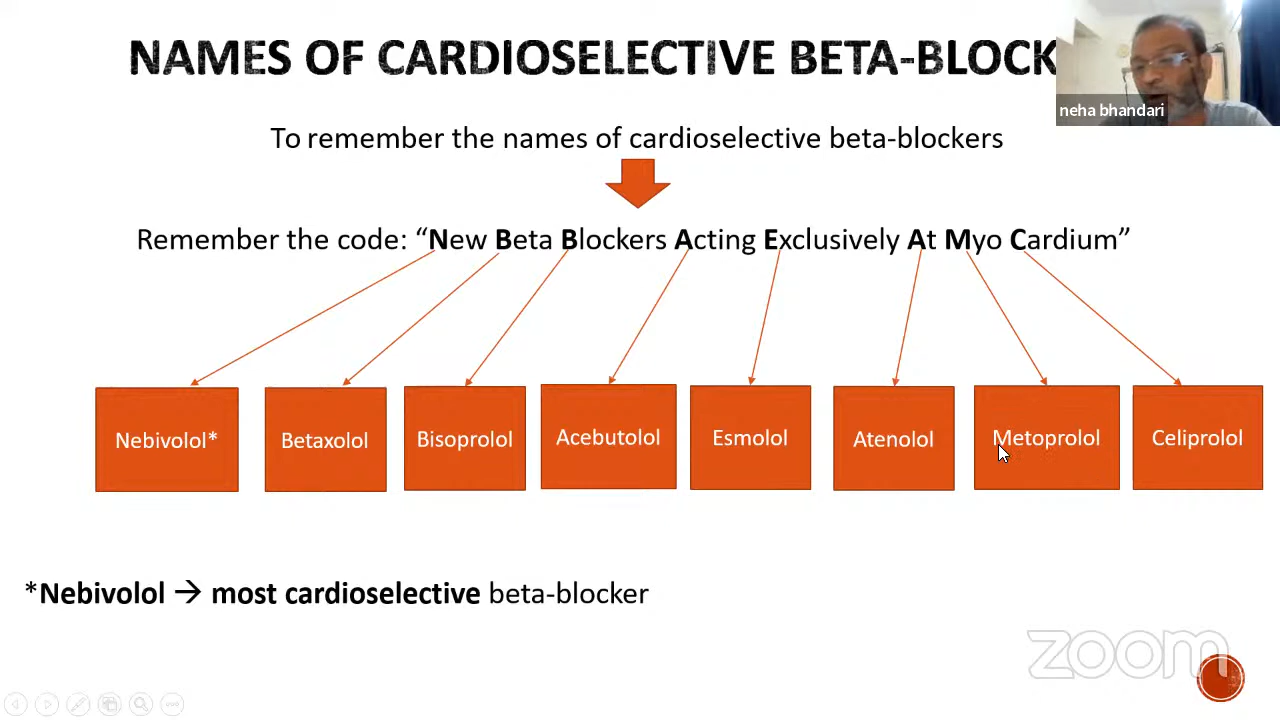 NAMES OF CARDIOSELECTIVE BETA-BLOCK
neha bhandari
To remember the names of cardioselective beta-blockers
Remember the code: “New Beta Blockers Acting Exclusively At Myo Cardium”
Nebivolol* Betaxolol Bisoprolol Acebutolol Esmolol Atenolol Metoprolol Celiprolol
*Nebivolol → most cardioselective beta-blocker
zoom